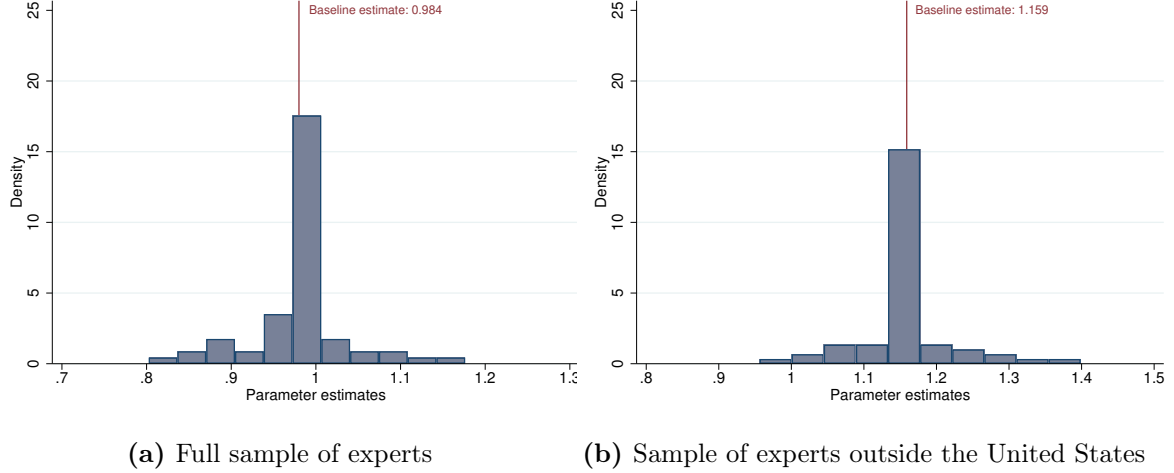 Baseline estimate: 0.984
25
20
15
10
5
0
Density
.7 .8 .9 1 1.1 1.2 1.3
Parameter estimates
(a) Full sample of experts
Baseline estimate: 1.159
25
20
15
10
5
0
Density
.8 .9 1 1.1 1.2 1.3 1.4 1.5
Parameter estimates
(b) Sample of experts outside the United States